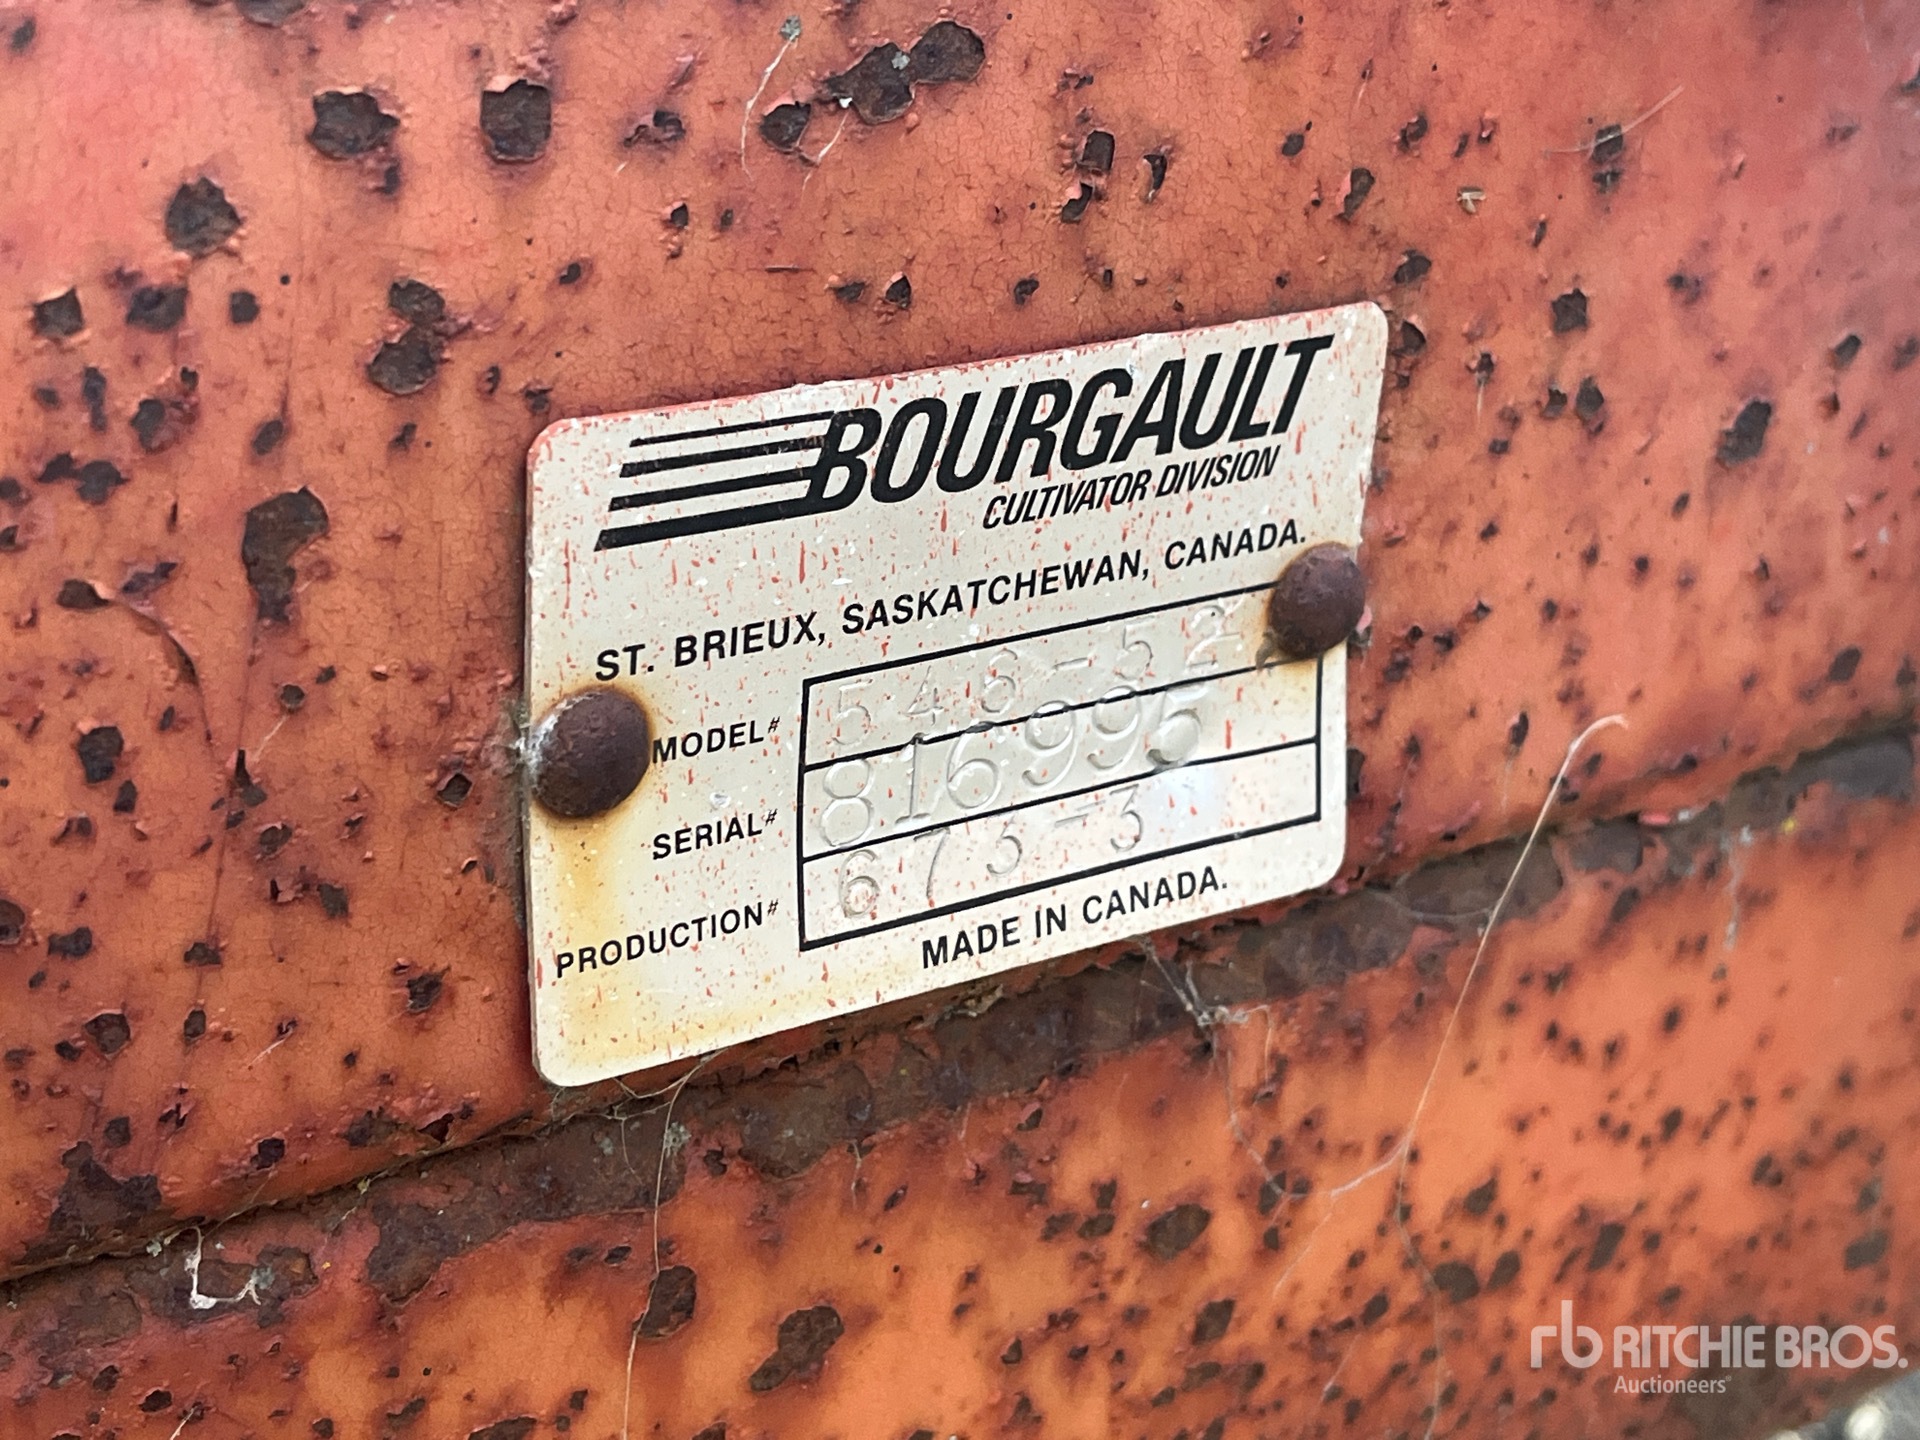 BOURGAULT
CULTIVATOR DIVISION
ST. BRIEUX, SASKATCHEWAN, CANADA.
MODEL# 546-52
SERIAL# 816995
PRODUCTION# 673-3
MADE IN CANADA.
rb RITCHIE BROS.
Auctioneers